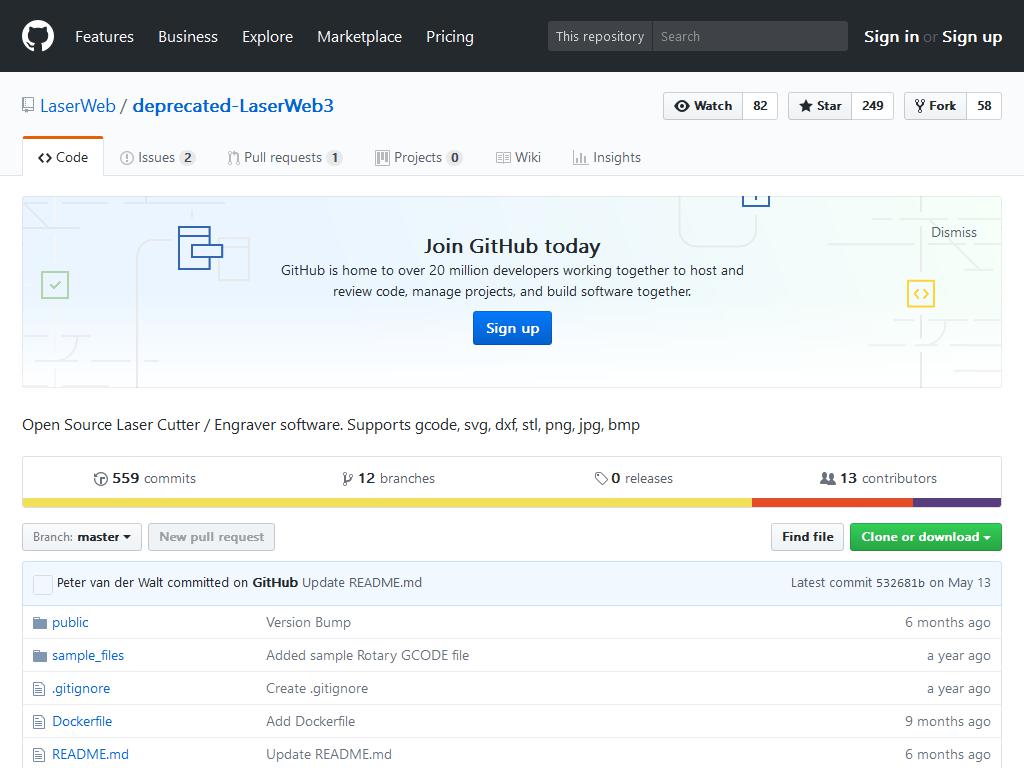 Features Business Explore Marketplace Pricing This repository Search Sign in or Sign up
LaserWeb / deprecated-LaserWeb3 Watch 82 Star 249 Fork 58
Code Issues 2 Pull requests 1 Projects 0 Wiki Insights
Dismiss
Join GitHub today
GitHub is home to over 20 million developers working together to host and
review code, manage projects, and build software together.
Sign up
Open Source Laser Cutter / Engraver software. Supports gcode, svg, dxf, stl, png, jpg, bmp
559 commits 12 branches 0 releases 13 contributors
Branch: master New pull request Find file Clone or download
Peter van der Walt committed on GitHub Update README.md Latest commit 532681b on May 13
public Version Bump 6 months ago
sample_files Added sample Rotary GCODE file a year ago
.gitignore Create .gitignore a year ago
Dockerfile Add Dockerfile 9 months ago
README.md Update README.md 6 months ago